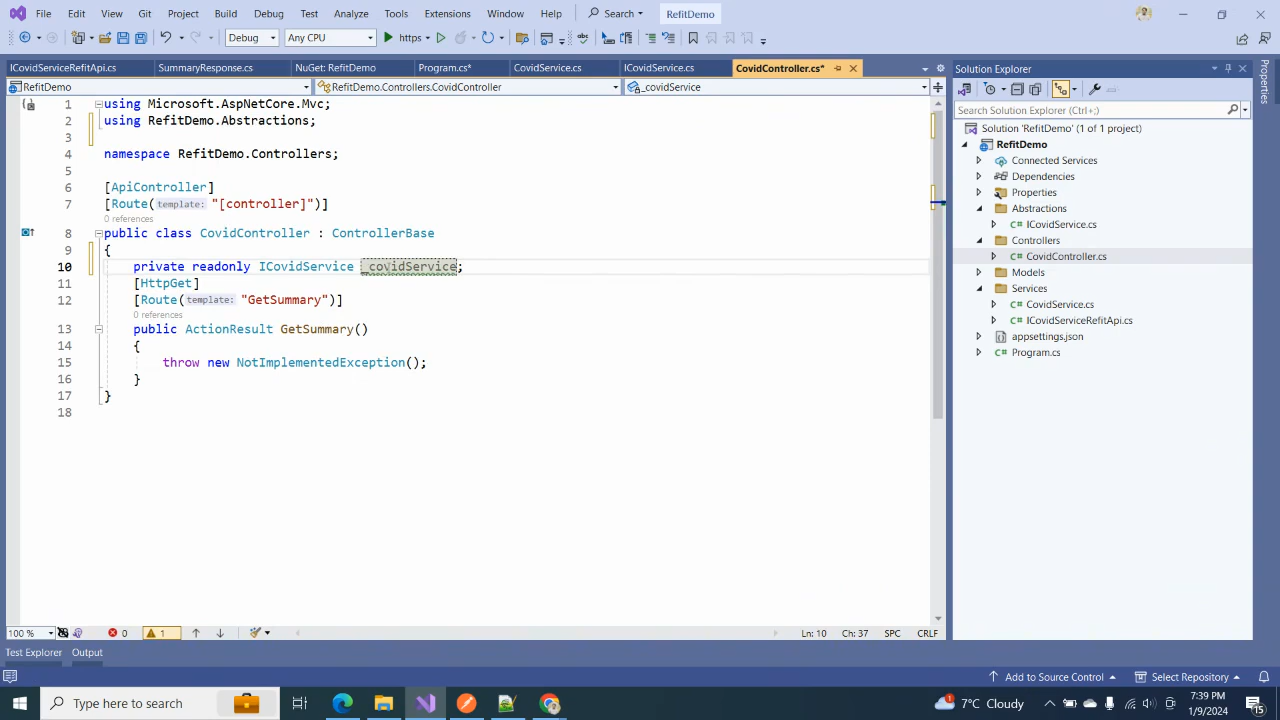 File Edit View Git Project Build Debug Test Analyze Tools Extensions Window Help Search RefitDemo
Debug Any CPU https
ICovidServiceRefitApi.cs SummaryResponse.cs NuGet: RefitDemo Program.cs* CovidService.cs ICovidService.cs CovidController.cs*
RefitDemo RefitDemo.Controllers.CovidController _covidService
1 using Microsoft.AspNetCore.Mvc;
2 using RefitDemo.Abstractions;
3
4 namespace RefitDemo.Controllers;
5
6 [ApiController]
7 [Route(template: "[controller]")]
0 references
8 public class CovidController : ControllerBase
9 {
10 private readonly ICovidService _covidService;
11 [HttpGet]
12 [Route(template: "GetSummary")]
0 references
13 public ActionResult GetSummary()
14 {
15 throw new NotImplementedException();
16 }
17 }
18
100 % 0 1 Ln: 10 Ch: 37 SPC CRLF
Test Explorer Output
Solution Explorer
Search Solution Explorer (Ctrl+;)
Solution 'RefitDemo' (1 of 1 project)
RefitDemo
Connected Services
Dependencies
Properties
Abstractions
ICovidService.cs
Controllers
CovidController.cs
Models
Services
CovidService.cs
ICovidServiceRefitApi.cs
appsettings.json
Program.cs
Properties
Add to Source Control Select Repository
Type here to search
1 7°C Cloudy
7:39 PM
1/9/2024
15